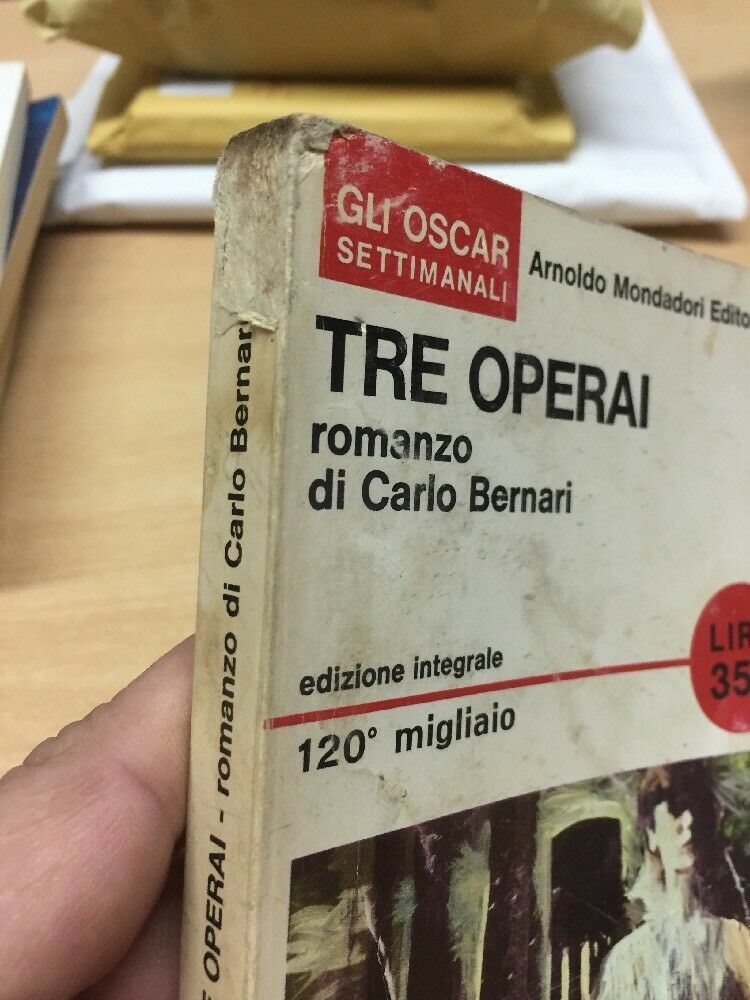 GLI OSCAR
SETTIMANALI
Arnoldo Mondadori
TRE OPERAI
romanzo
di Carlo Bernari
edizione integrale
120° migliaio
OPERAI - romanzo di Carlo Bernari